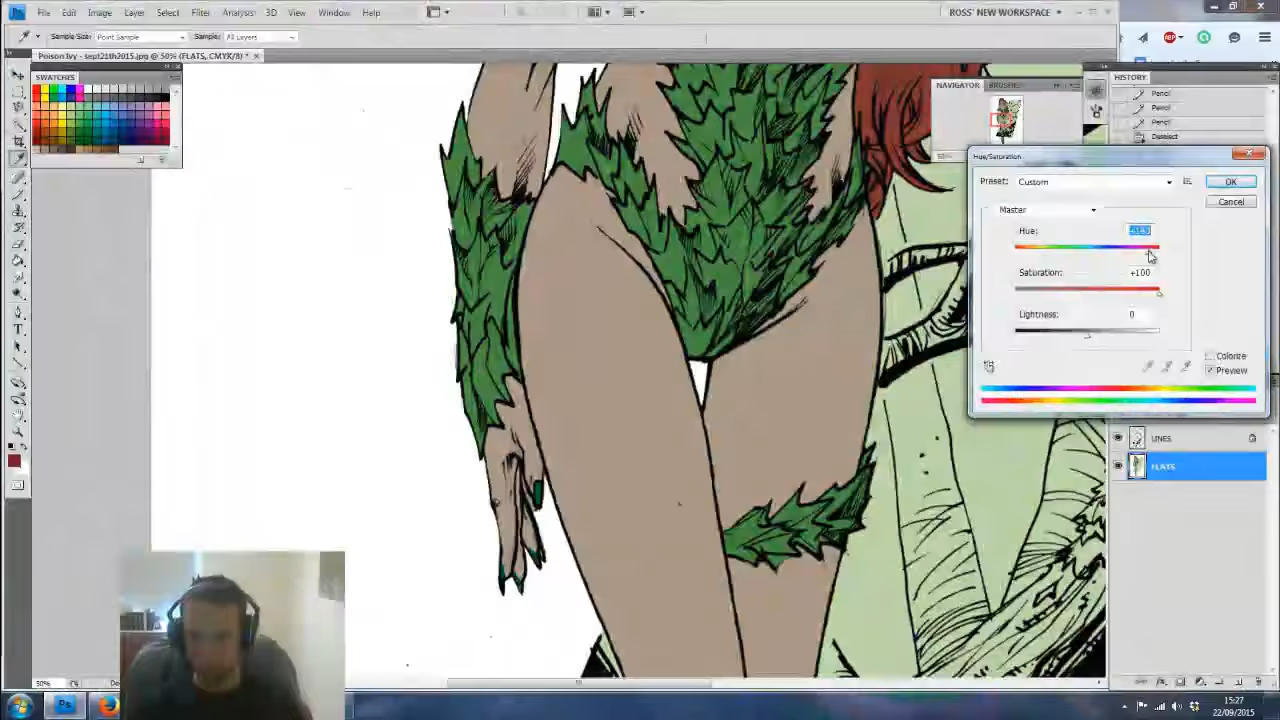 File Edit Image Layer Select Filter Analysis 3D View Window Help
ROSS' NEW WORKSPACE
Sample Size: Point Sample Sample: All Layers
Poison Ivy - sept21th2015.jpg @ 50% (FLATS, CMYK/8) *
SWATCHES
NAVIGATOR BRUSHES
HISTORY
Pencil
Pencil
Pencil
Deselect
Hue/Saturation
Preset: Custom
OK
Cancel
Master
Hue:
Saturation: +100
Lightness: 0
Colorize
Preview
LINES
FLATS
50%
Ps
15:27
22/09/2015